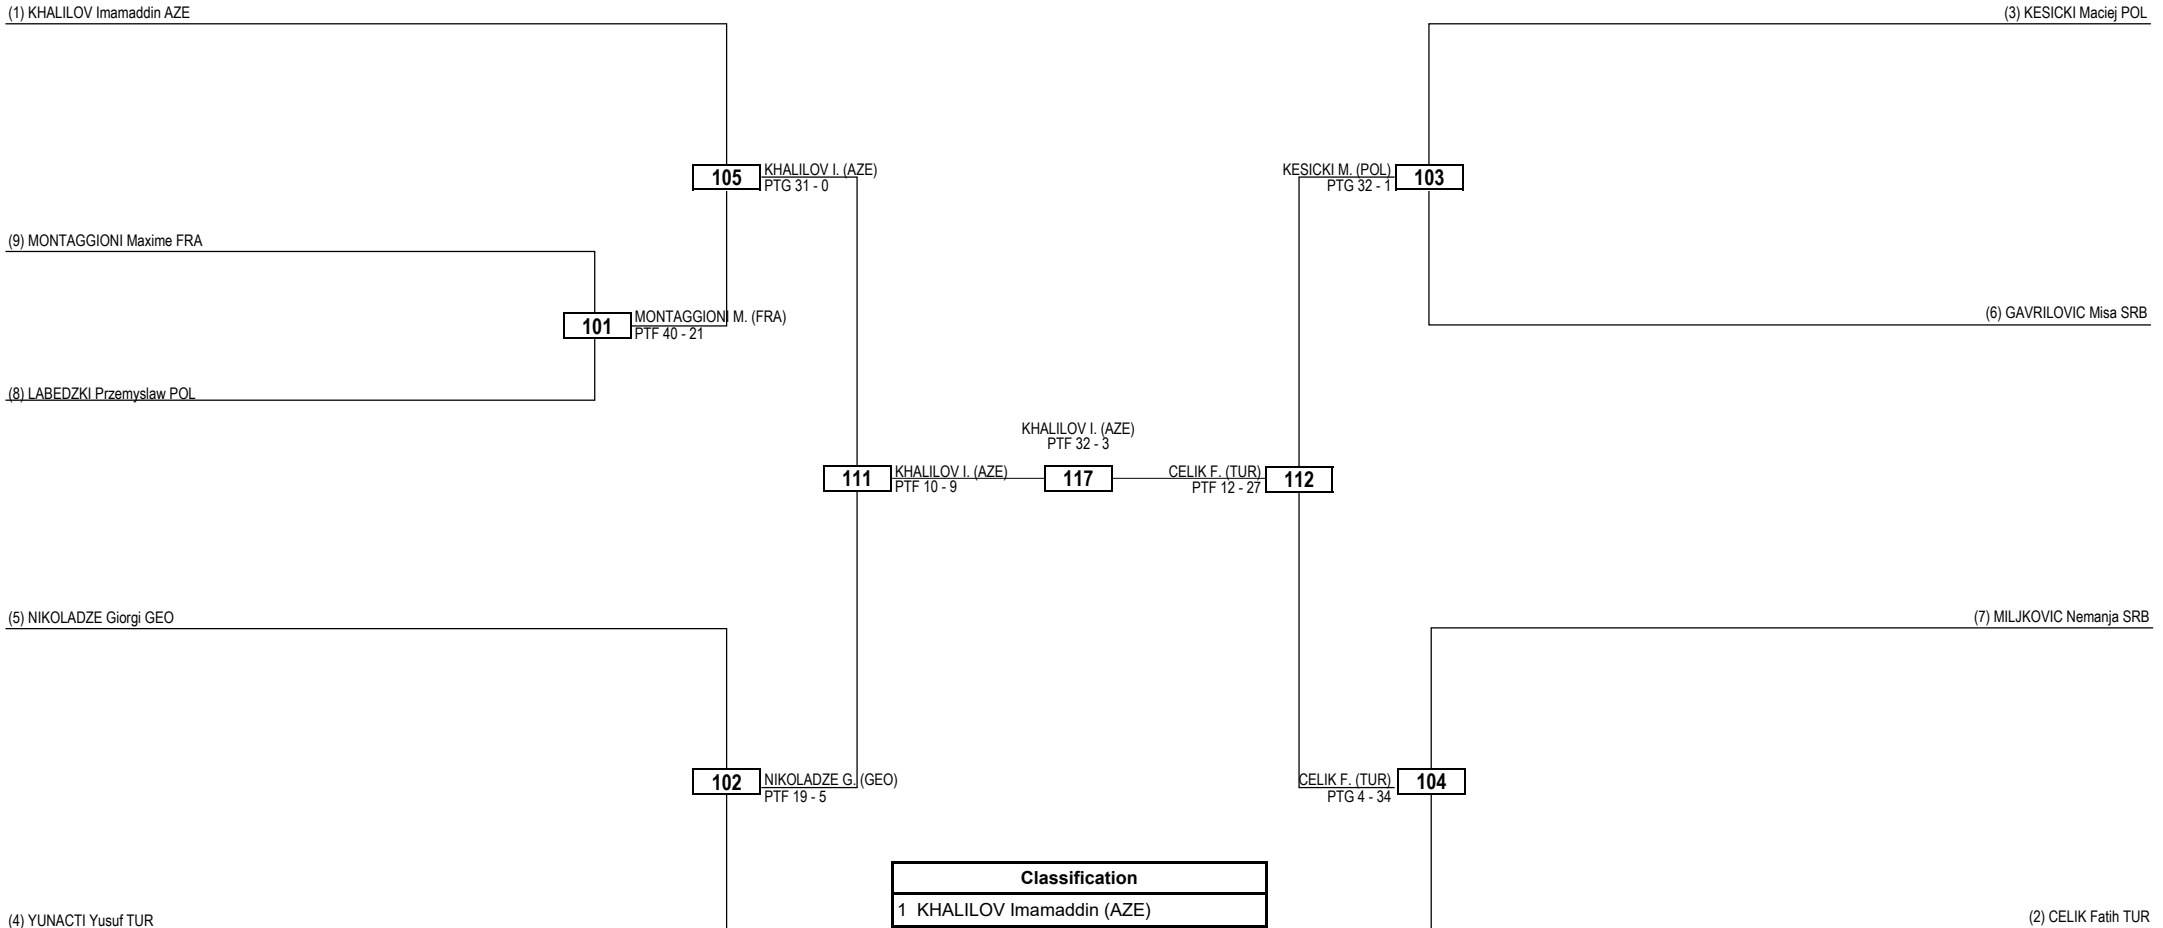 (1) KHALILOV Imamaddin AZE
(3) KESICKI Maciej POL
105
KHALILOV I. (AZE)
PTG 31 - 0
KESICKI M. (POL)
PTG 32 - 1
103
(9) MONTAGGIONI Maxime FRA
101
MONTAGGIONI M. (FRA)
PTF 40 - 21
(6) GAVRILOVIC Misa SRB
(8) LABEDZKI Przemyslaw POL
KHALILOV I. (AZE)
PTF 32 - 3
111
KHALILOV I. (AZE)
PTF 10 - 9
117
CELIK F. (TUR)
PTF 12 - 27
112
(5) NIKOLADZE Giorgi GEO
(7) MILJKOVIC Nemanja SRB
102
NIKOLADZE G. (GEO)
PTF 19 - 5
CELIK F. (TUR)
PTG 4 - 34
104
Classification
1 KHALILOV Imamaddin (AZE)
(4) YUNACTI Yusuf TUR
(2) CELIK Fatih TUR